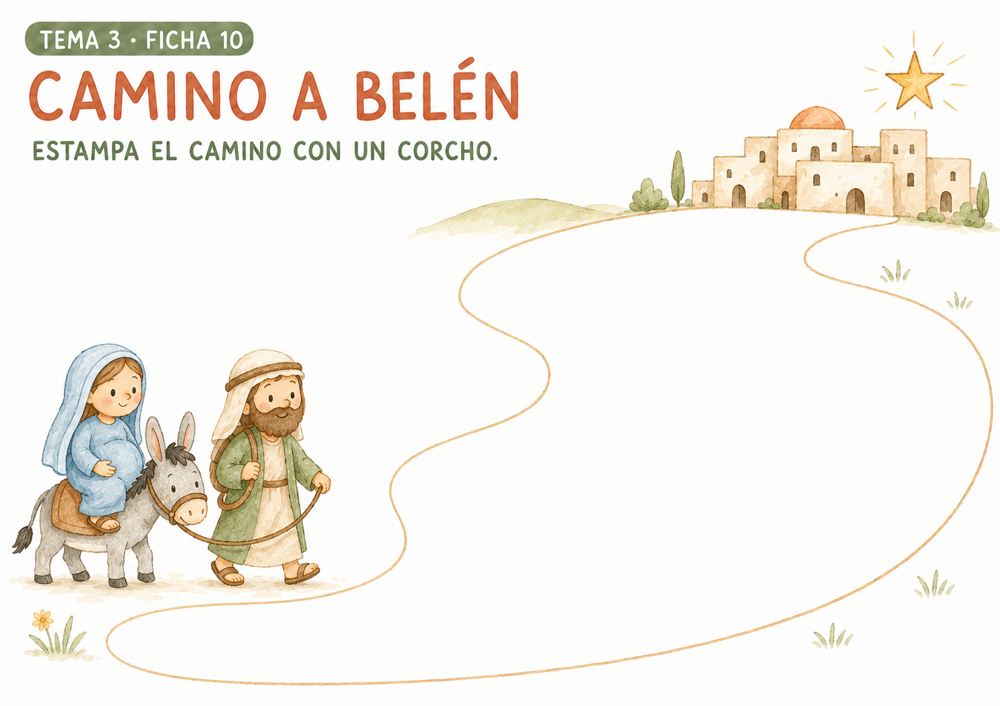 TEMA 3 · FICHA 10
CAMINO A BELÉN
ESTAMPA EL CAMINO CON UN CORCHO.